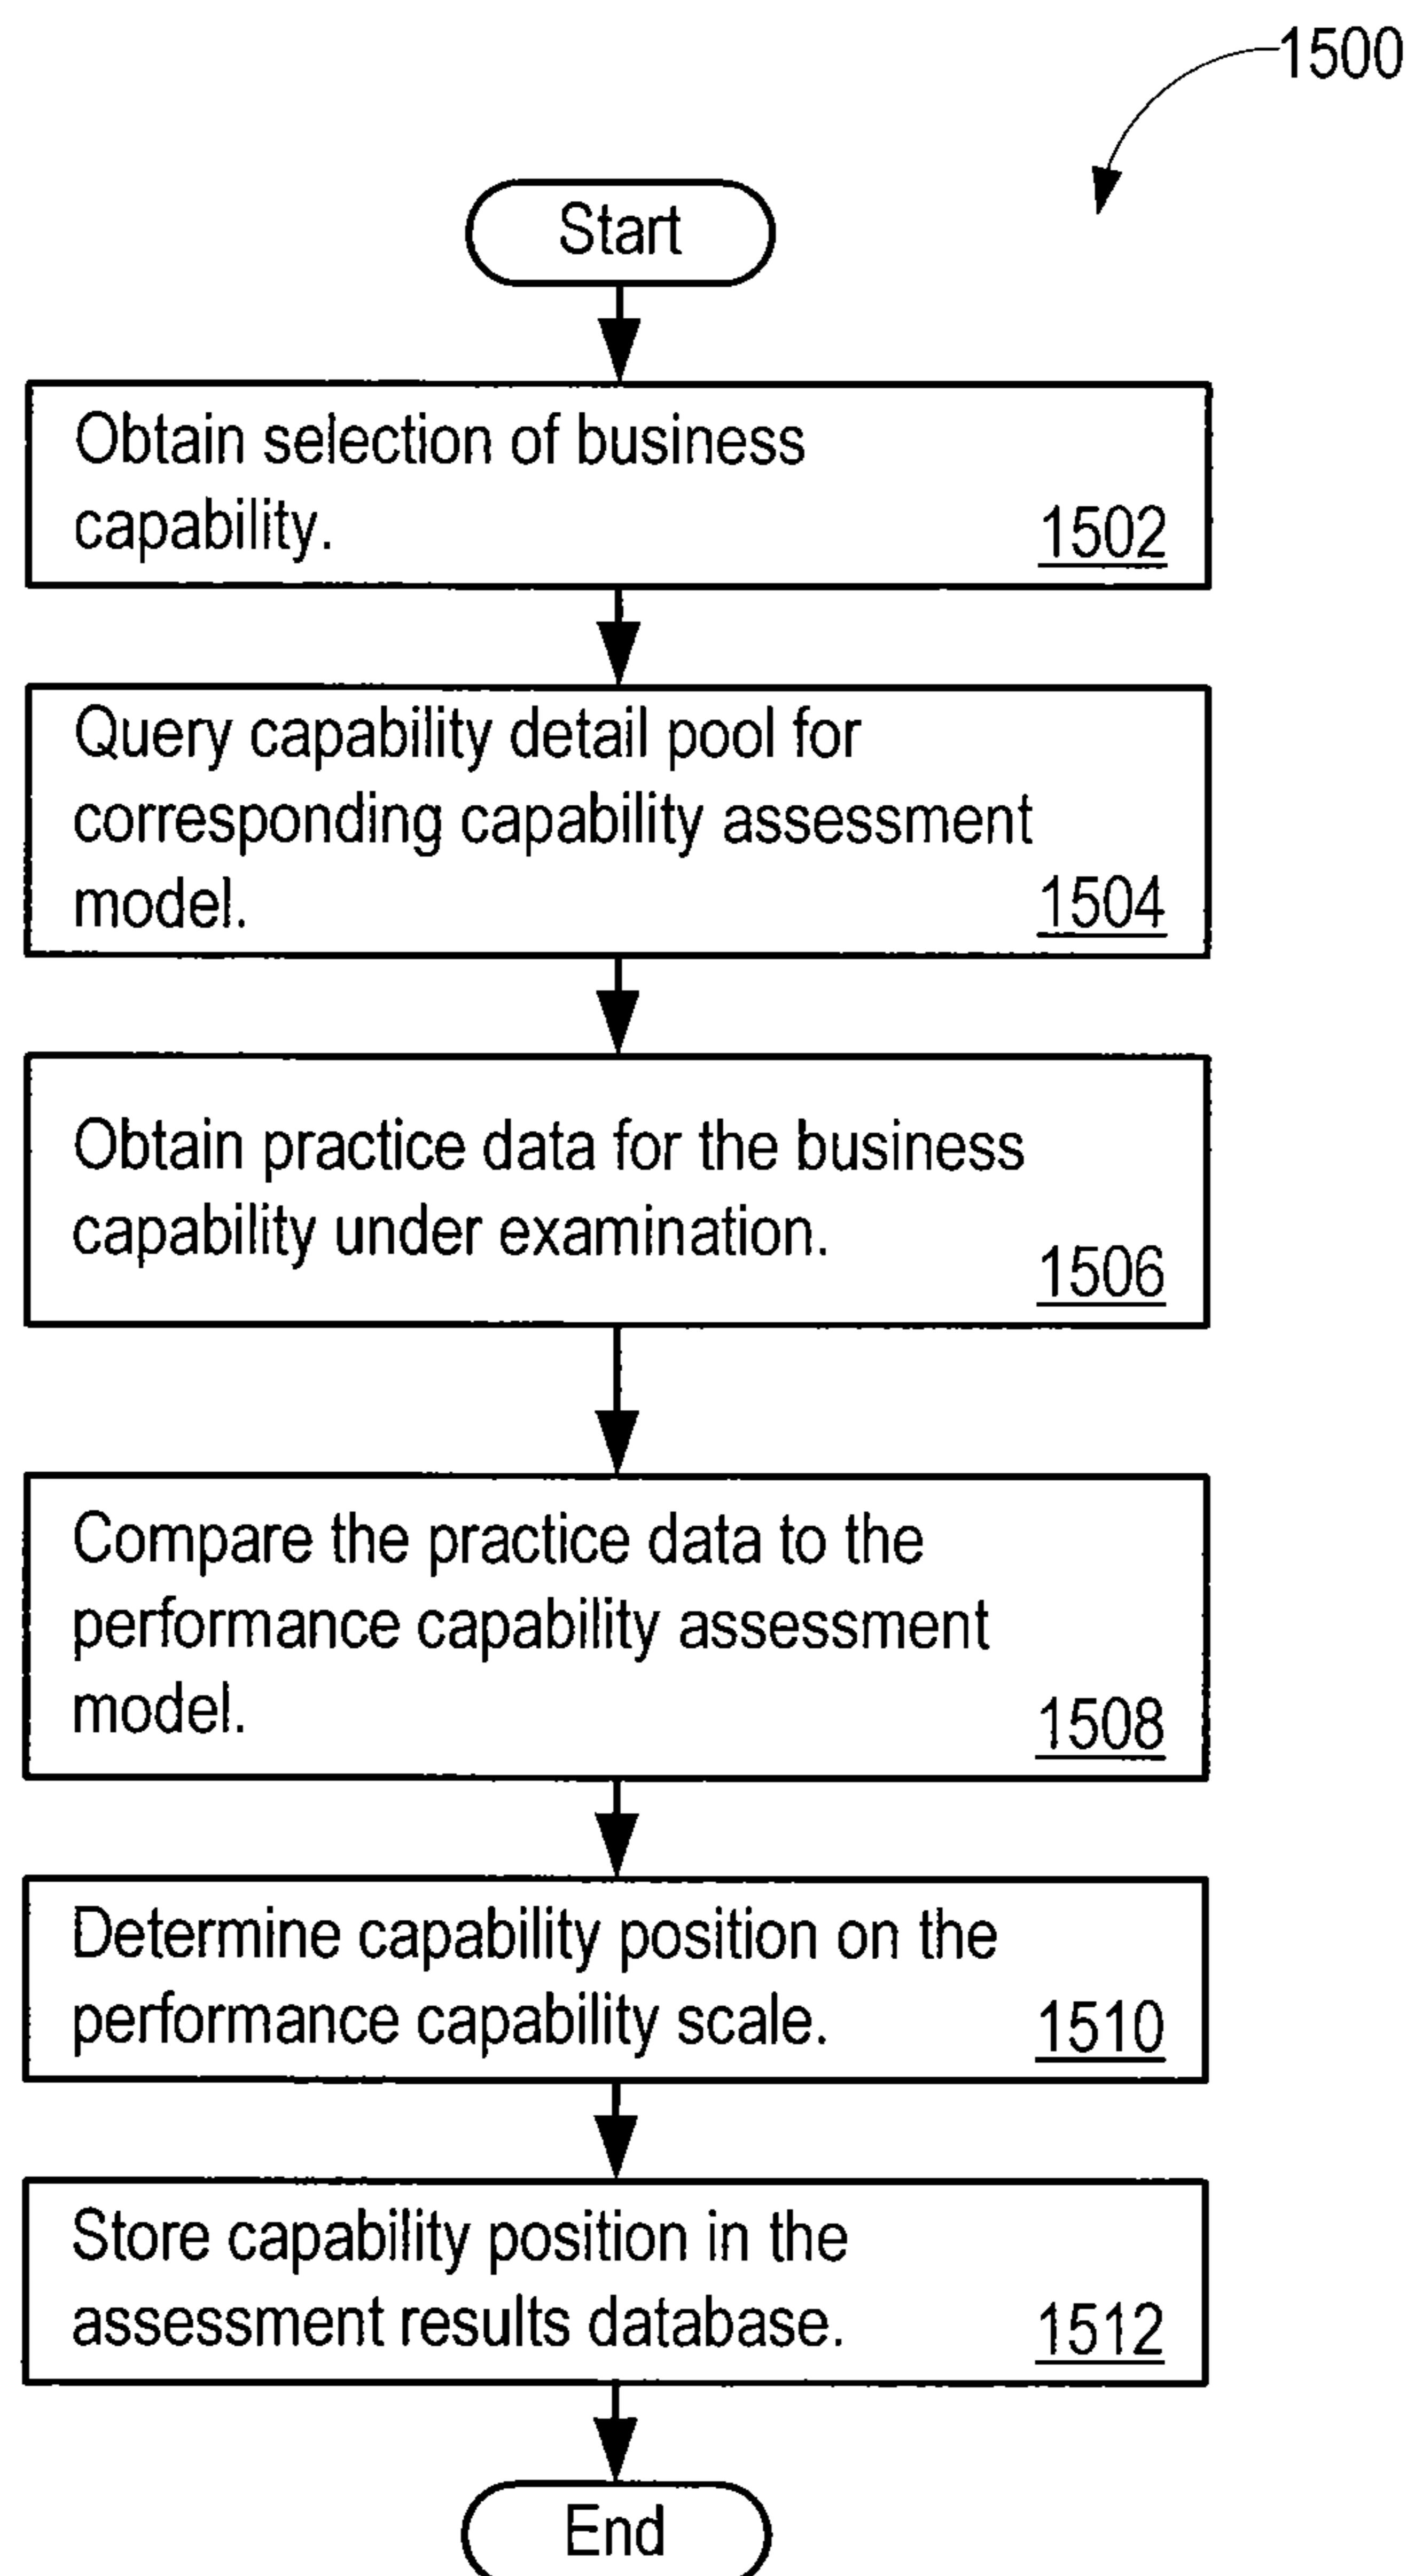 1500
Start
Obtain selection of business
capability.
1502
Query capability detail pool for
corresponding capability assessment
model.
1504
Obtain practice data for the business
capability under examination.
1506
Compare the practice data to the
performance capability assessment
model.
1508
Determine capability position on the
performance capability scale.
1510
Store capability position in the
assessment results database.
1512
End